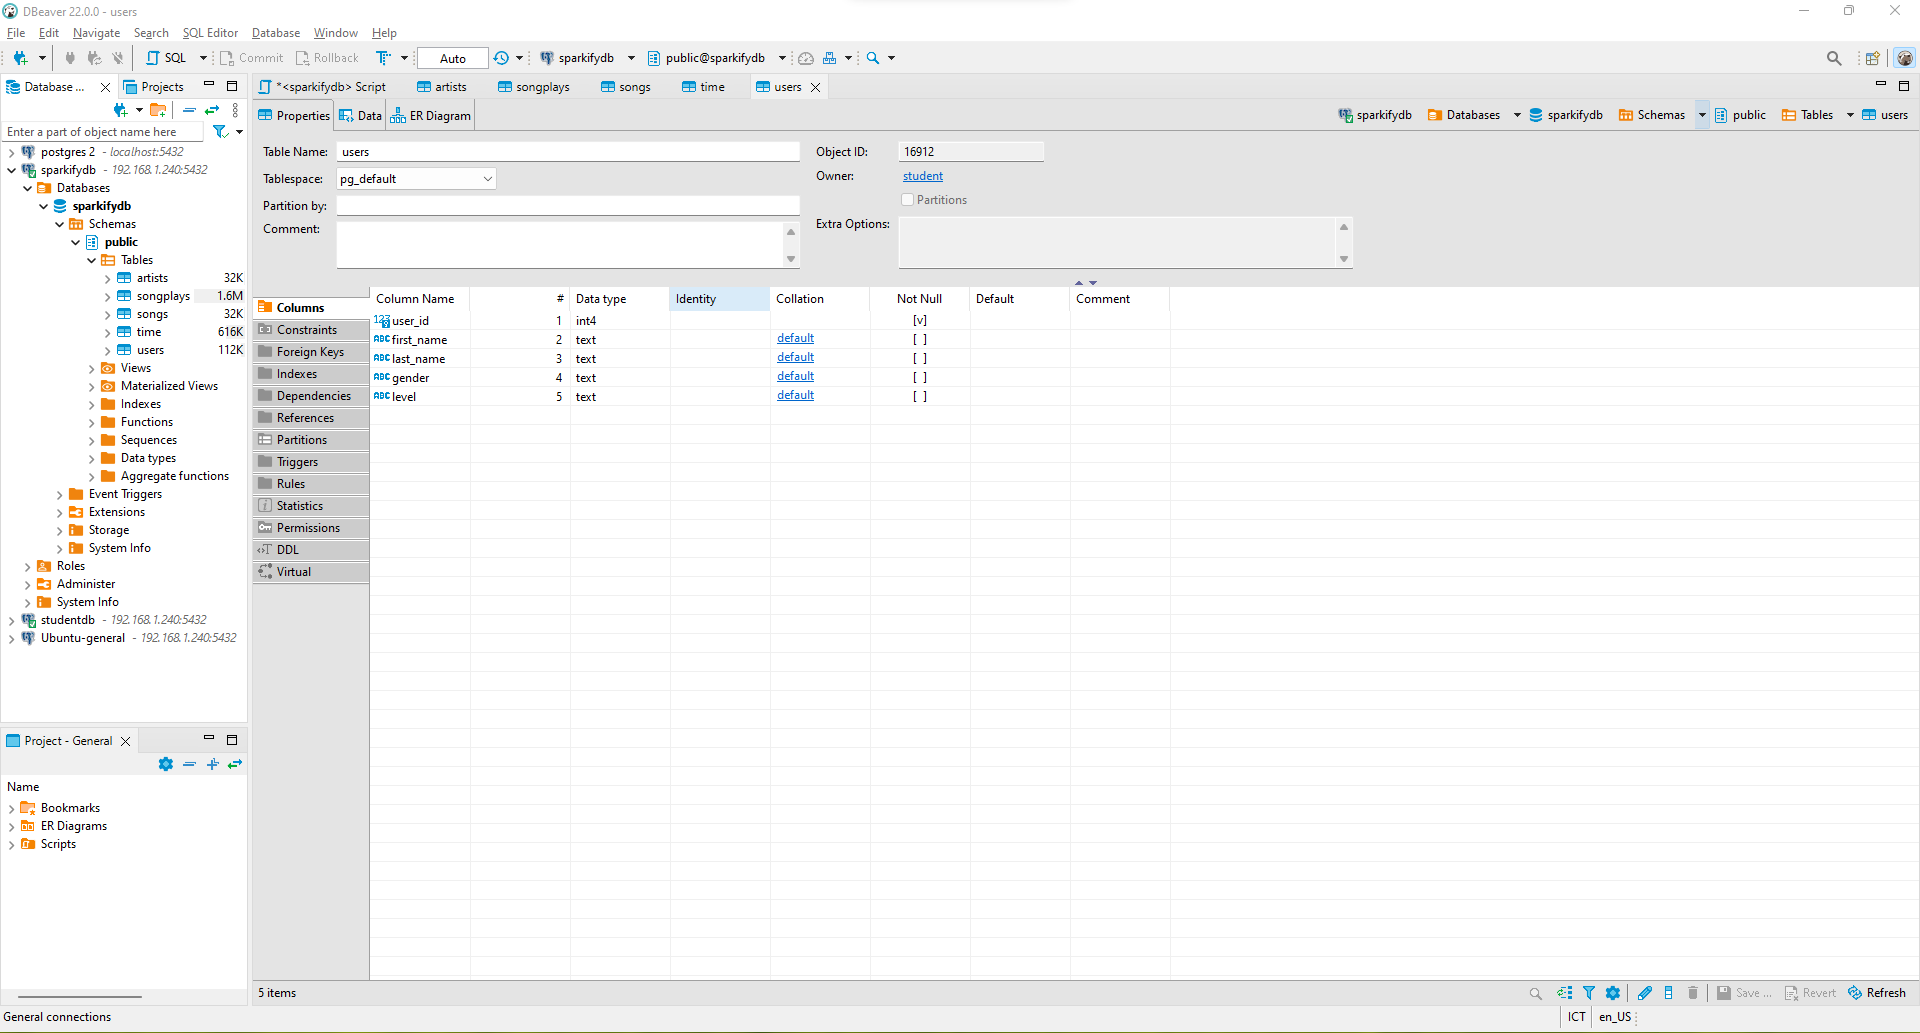 DBeaver 22.0.0 - users
File Edit Navigate Search SQL Editor Database Window Help
SQL Commit Rollback Auto sparkifydb public@sparkifydb
Database ... Projects
Enter a part of object name here
postgres 2 - localhost:5432
sparkifydb - 192.168.1.240:5432
Databases
sparkifydb
Schemas
public
Tables
artists 32K
songplays 1.6M
songs 32K
time 616K
users 112K
Views
Materialized Views
Indexes
Functions
Sequences
Data types
Aggregate functions
Event Triggers
Extensions
Storage
System Info
Roles
Administer
System Info
studentdb - 192.168.1.240:5432
Ubuntu-general - 192.168.1.240:5432
Project - General
Name
Bookmarks
ER Diagrams
Scripts
*<sparkifydb> Script artists songplays songs time users
Properties Data ER Diagram
sparkifydb Databases sparkifydb Schemas public Tables users
Table Name: users
Tablespace: pg_default
Partition by:
Comment:
Object ID: 16912
Owner: student
Partitions
Extra Options:
Columns
Constraints
Foreign Keys
Indexes
Dependencies
References
Partitions
Triggers
Rules
Statistics
Permissions
DDL
Virtual
Column Name # Data type Identity Collation Not Null Default Comment
123 user_id 1 int4 [v]
ABC first_name 2 text default [ ]
ABC last_name 3 text default [ ]
ABC gender 4 text default [ ]
ABC level 5 text default [ ]
5 items
Save ... Revert Refresh
General connections
ICT en_US